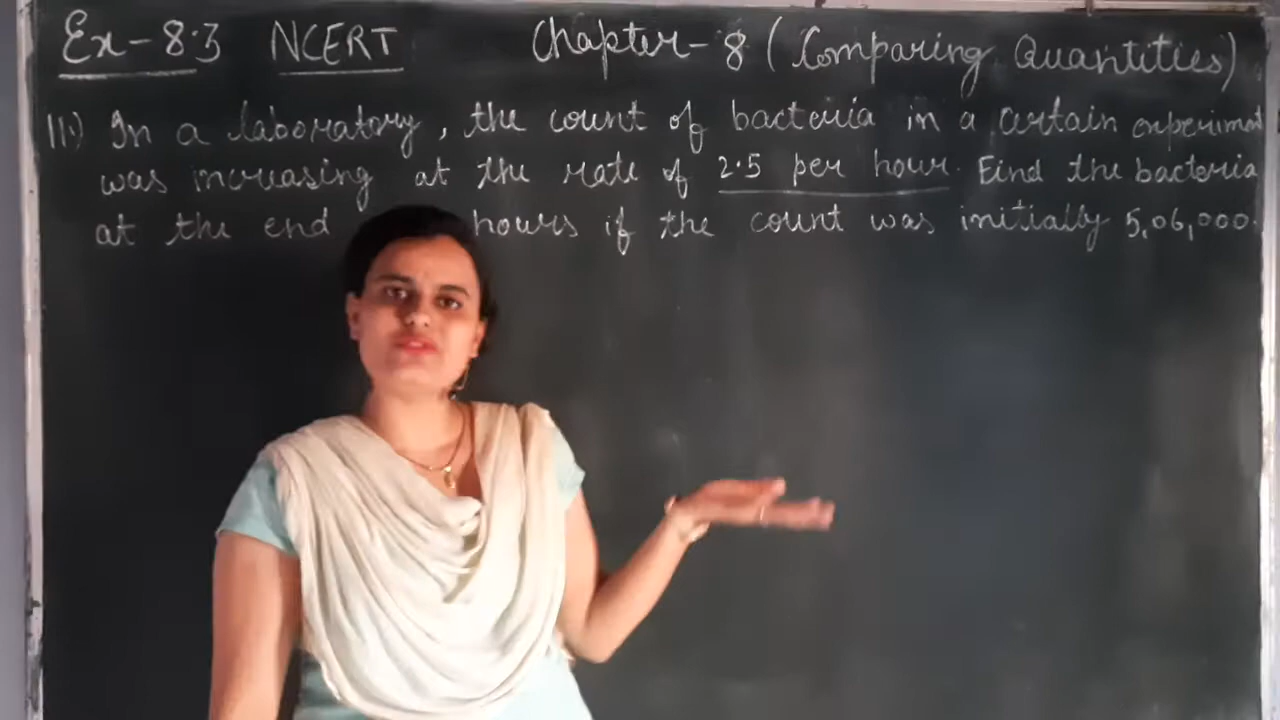 Ex-8.3 NCERT Chapter-8 (Comparing Quantities)
11.) In a laboratory, the count of bacteria in a certain experiment
was increasing at the rate of 2.5 per hour. Find the bacteria
at the end hours if the count was initially 5,06,000.